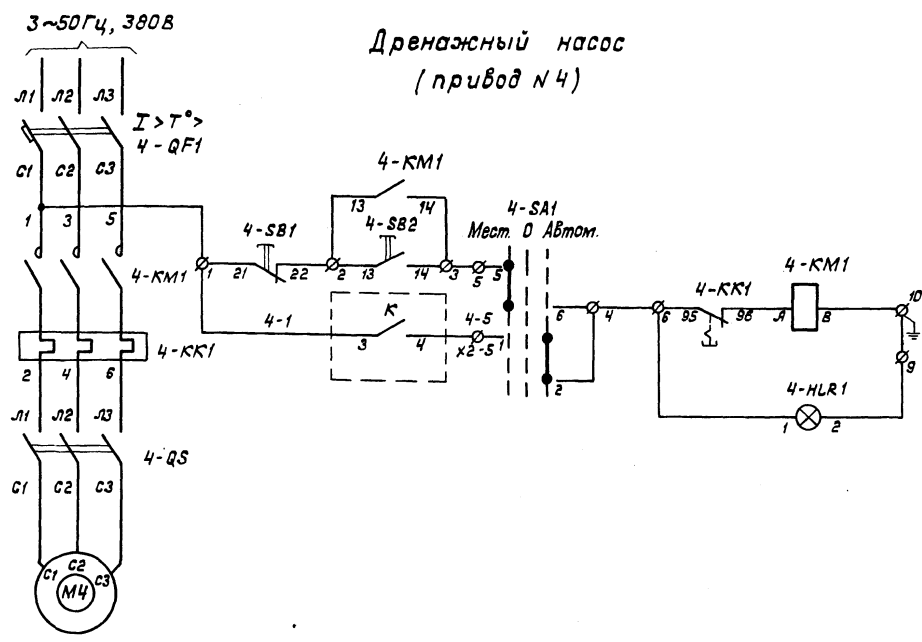 3~50Гц, 380В
Дренажный насос
(привод N4)
Л1 Л2 Л3
I> T°>
4-QF1
С1 С2 С3
4-КМ1
13 14
1 3 5
4-SB1
4-SB2
4-SA1
Мест. 0 Автом.
1 21 22 2 13 14 3 5 5
4-КМ1
4-КК1
4-КМ1
6 4 6 95 96 А В 10
4-1
К
3 4
4-5
х2-5
1
2
9
4-КК1
2 4 6
4-HLR1
1 2
Л1 Л2 Л3
4-QS
С1 С2 С3
С1 С2 С3
М4